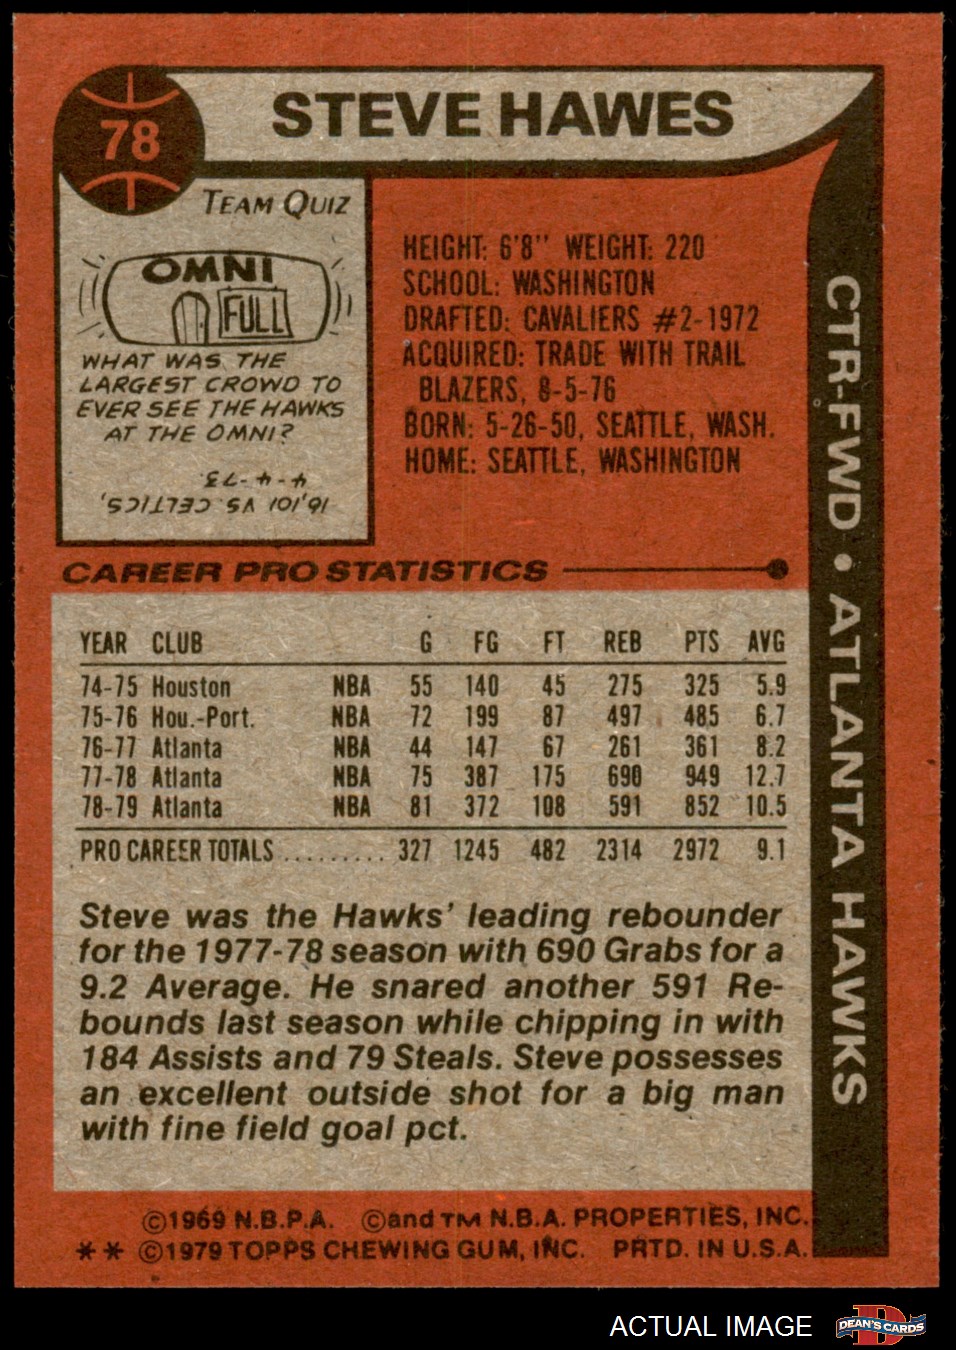 78
STEVE HAWES
TEAM QUIZ
OMNI
FULL
WHAT WAS THE
LARGEST CROWD TO
EVER SEE THE HAWKS
AT THE OMNI?
16,101 VS CELTICS,
4-4-73
HEIGHT: 6'8" WEIGHT: 220
SCHOOL: WASHINGTON
DRAFTED: CAVALIERS #2-1972
ACQUIRED: TRADE WITH TRAIL
BLAZERS, 8-5-76
BORN: 5-26-50, SEATTLE, WASH.
HOME: SEATTLE, WASHINGTON
CTR-FWD • ATLANTA HAWKS
CAREER PRO STATISTICS
YEAR CLUB G FG FT REB PTS AVG
74-75 Houston NBA 55 140 45 275 325 5.9
75-76 Hou.-Port. NBA 72 199 87 497 485 6.7
76-77 Atlanta NBA 44 147 67 261 361 8.2
77-78 Atlanta NBA 75 387 175 690 949 12.7
78-79 Atlanta NBA 81 372 108 591 852 10.5
PRO CAREER TOTALS ......... 327 1245 482 2314 2972 9.1
Steve was the Hawks' leading rebounder
for the 1977-78 season with 690 Grabs for a
9.2 Average. He snared another 591 Re-
bounds last season while chipping in with
184 Assists and 79 Steals. Steve possesses
an excellent outside shot for a big man
with fine field goal pct.
©1969 N.B.P.A. ©and TM N.B.A. PROPERTIES, INC.
** ©1979 TOPPS CHEWING GUM, INC. PRTD. IN U.S.A.
ACTUAL IMAGE
D
DEAN'S CARDS